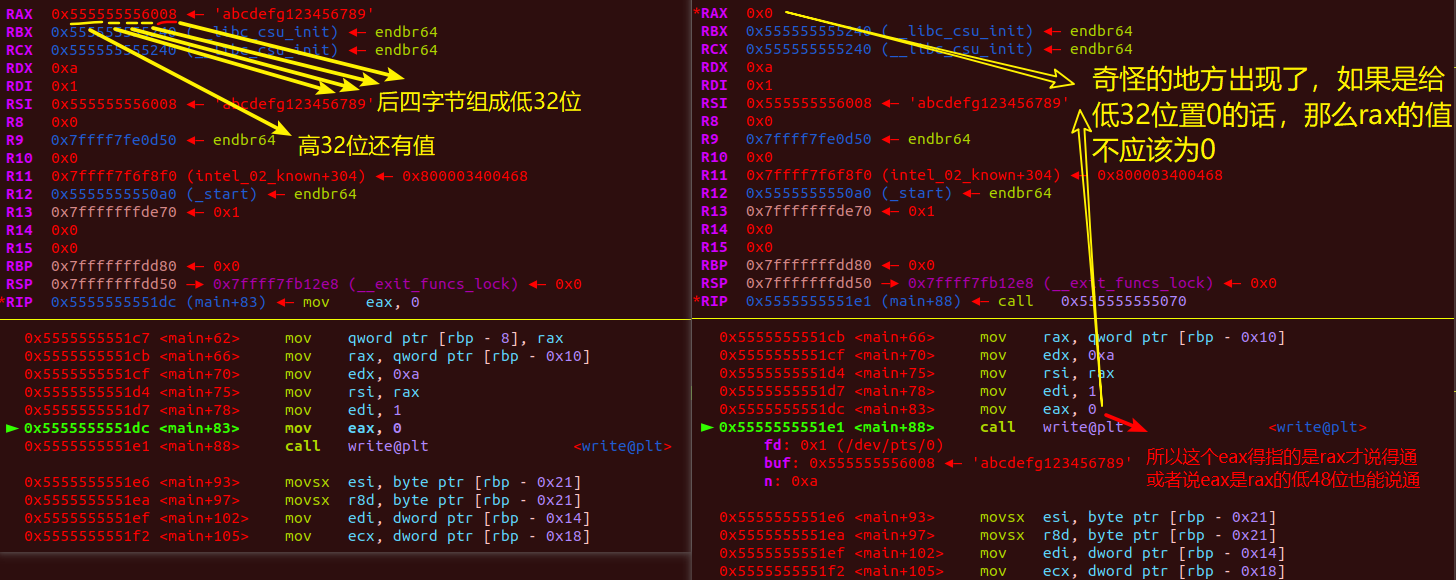 RAX 0x555555556008 ◂— 'abcdefg123456789'
RBX (__libc_csu_init) ◂— endbr64
RCX 0x555555555240 (__libc_csu_init) ◂— endbr64
RDX 0xa
RDI 0x1
RSI 0x555555556008 ◂— 'abcdefg123456789'
后四字节组成低32位
R8 0x0
R9 0x7ffff7fe0d50 ◂— endbr64
高32位还有值
R10 0x0
R11 0x7ffff7f6f8f0 (intel_02_known+304) ◂— 0x800003400468
R12 0x5555555550a0 (_start) ◂— endbr64
R13 0x7fffffffde70 ◂— 0x1
R14 0x0
R15 0x0
RBP 0x7fffffffdd80 ◂— 0x0
RSP 0x7fffffffdd50 —▸ 0x7ffff7fb12e8 (__exit_funcs_lock) ◂— 0x0
*RIP 0x5555555551dc (main+83) ◂— mov eax, 0
0x5555555551c7 <main+62> mov qword ptr [rbp - 8], rax
0x5555555551cb <main+66> mov rax, qword ptr [rbp - 0x10]
0x5555555551cf <main+70> mov edx, 0xa
0x5555555551d4 <main+75> mov rsi, rax
0x5555555551d7 <main+78> mov edi, 1
► 0x5555555551dc <main+83> mov eax, 0
0x5555555551e1 <main+88> call write@plt <write@plt>
0x5555555551e6 <main+93> movsx esi, byte ptr [rbp - 0x21]
0x5555555551ea <main+97> movsx r8d, byte ptr [rbp - 0x21]
0x5555555551ef <main+102> mov edi, dword ptr [rbp - 0x14]
0x5555555551f2 <main+105> mov ecx, dword ptr [rbp - 0x18]
*RAX 0x0
RBX 0x555555555240 (__libc_csu_init) ◂— endbr64
RCX 0x555555555240 (__libc_csu_init) ◂— endbr64
RDX 0xa
RDI 0x1
RSI 0x555555556008 ◂— 'abcdefg123456789'
奇怪的地方出现了，如果是给
低32位置0的话，那么rax的值
不应该为0
R8 0x0
R9 0x7ffff7fe0d50 ◂— endbr64
R10 0x0
R11 0x7ffff7f6f8f0 (intel_02_known+304) ◂— 0x800003400468
R12 0x5555555550a0 (_start) ◂— endbr64
R13 0x7fffffffde70 ◂— 0x1
R14 0x0
R15 0x0
RBP 0x7fffffffdd80 ◂— 0x0
RSP 0x7fffffffdd50 —▸ 0x7ffff7fb12e8 (__exit_funcs_lock) ◂— 0x0
*RIP 0x5555555551e1 (main+88) ◂— call 0x555555555070
0x5555555551cb <main+66> mov rax, qword ptr [rbp - 0x10]
0x5555555551cf <main+70> mov edx, 0xa
0x5555555551d4 <main+75> mov rsi, rax
0x5555555551d7 <main+78> mov edi, 1
0x5555555551dc <main+83> mov eax, 0
► 0x5555555551e1 <main+88> call write@plt <write@plt>
fd: 0x1 (/dev/pts/0)
buf: 0x555555556008 ◂— 'abcdefg123456789'
n: 0xa
所以这个eax得指的是rax才说得通
或者说eax是rax的低48位也能说通
0x5555555551e6 <main+93> movsx esi, byte ptr [rbp - 0x21]
0x5555555551ea <main+97> movsx r8d, byte ptr [rbp - 0x21]
0x5555555551ef <main+102> mov edi, dword ptr [rbp - 0x14]
0x5555555551f2 <main+105> mov ecx, dword ptr [rbp - 0x18]